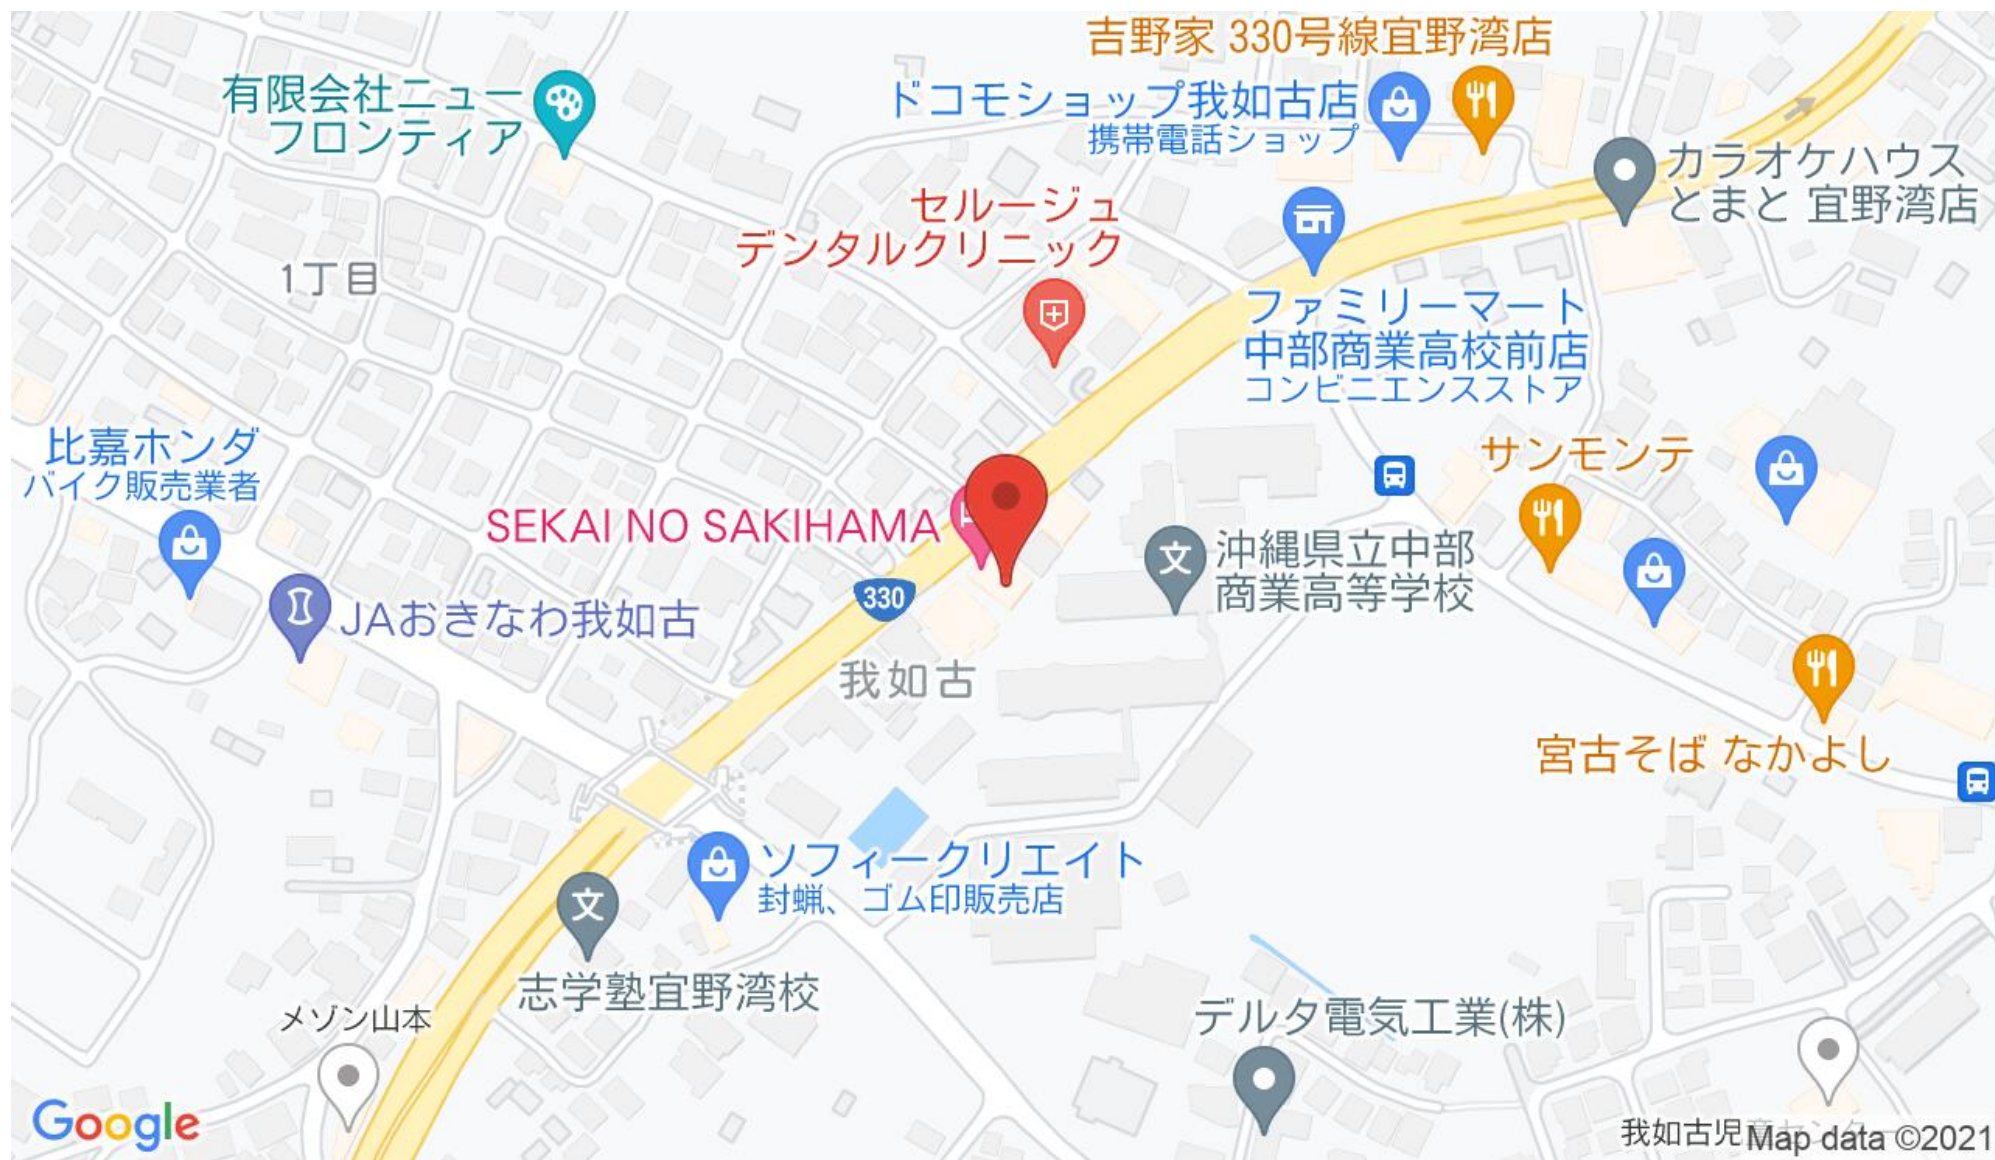 吉野家 330号線宜野湾店
有限会社ニュー
フロンティア
ドコモショップ我如古店
携帯電話ショップ
カラオケハウス
とまと 宜野湾店
セルージュ
デンタルクリニック
1丁目
ファミリーマート
中部商業高校前店
コンビニエンスストア
比嘉ホンダ
バイク販売業者
サンモンテ
SEKAI NO SAKIHAMA
文
沖縄県立中部
商業高等学校
330
JAおきなわ我如古
我如古
宮古そば なかよし
ソフィークリエイト
封蝋、ゴム印販売店
文
志学塾宜野湾校
メゾン山本
デルタ電気工業(株)
Google
我如古児
Map data ©2021